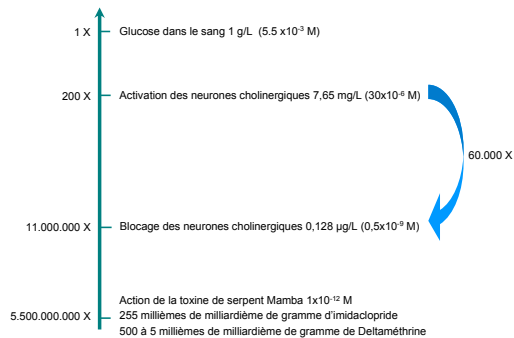 1 X Glucose dans le sang 1 g/L (5.5 x10⁻³ M)
200 X Activation des neurones cholinergiques 7,65 mg/L (30x10⁻⁶ M)
60.000 X
11.000.000 X Blocage des neurones cholinergiques 0,128 µg/L (0,5x10⁻⁹ M)
Action de la toxine de serpent Mamba 1x10⁻¹² M
5.500.000.000 X 255 millièmes de milliardième de gramme d'imidaclopride
500 à 5 millièmes de milliardième de gramme de Deltaméthrine